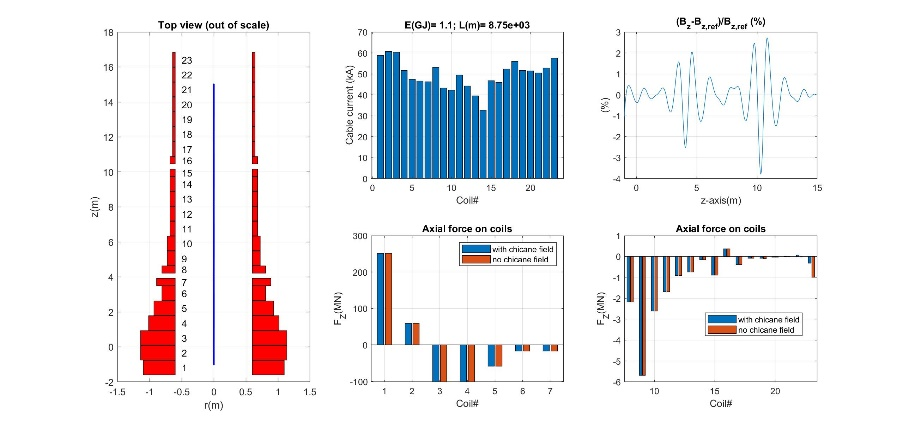 Top view (out of scale)
18
16
14
12
10
8
6
4
2
0
-2
z(m)
23
22
21
20
19
18
17
16
15
14
13
12
11
10
9
8
7
6
5
4
3
2
1
-1.5 -1 -0.5 0 0.5 1 1.5
r(m)
E(GJ)= 1.1; L(m)= 8.75e+03
70
60
50
40
30
20
10
0
Cable current (kA)
0 5 10 15 20
Coil#
(Bz-Bz,ref)/Bz,ref (%)
3
2
1
0
-1
-2
-3
-4
(%)
0 5 10 15
z-axis(m)
Axial force on coils
300
200
100
0
-100
FZ(MN)
with chicane field
no chicane field
1 2 3 4 5 6 7
Coil#
Axial force on coils
1
0
-1
-2
-3
-4
-5
-6
FZ(MN)
with chicane field
no chicane field
10 15 20
Coil#